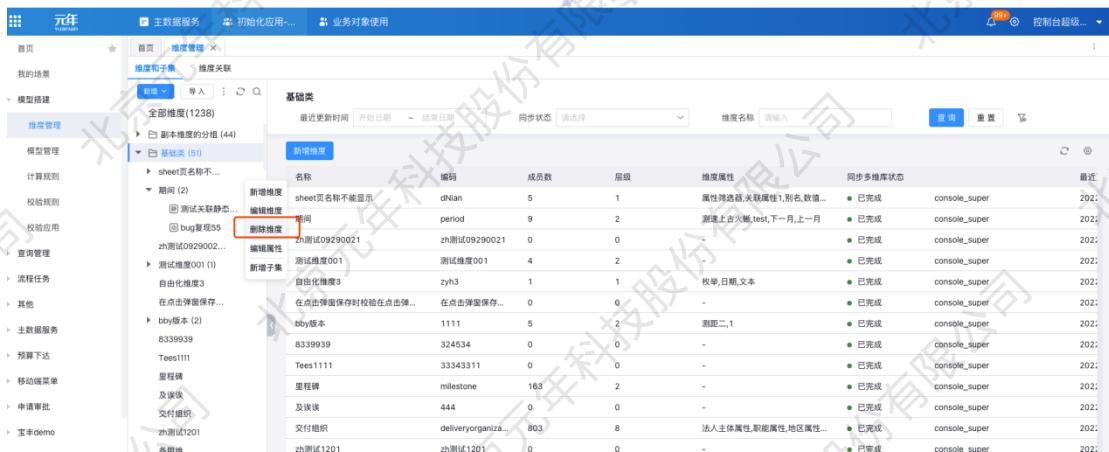 元年
yuanian
主数据服务 初始化应用-... 业务对象使用 99+ 控制台超级...
首页
我的场景
模型搭建
维度管理
模型管理
计算规则
校验规则
校验应用
查询管理
流程任务
其他
主数据服务
预算下达
移动端菜单
申请审批
宝丰demo
首页 维度管理 ×
维度和子集 维度关联
新增 导入
全部维度(1238)
副本维度的分组 (44)
基础类 (51)
sheet页名称不...
期间 (2)
测试关联静态...
bug复现55
zh测试0929002...
测试维度001 (1)
自由化维度3
在点击弹窗保存...
bby版本 (2)
8339939
Tees1111
里程碑
及诶诶
交付组织
zh测试1201
备用维
新增维度
编辑维度
删除维度
编辑属性
新增子集
基础类
最近更新时间 开始日期 ~ 结束日期 同步状态 请选择 维度名称 请输入 查询 重置
新增维度
名称 编码 成员数 层级 维度属性 同步多维库状态 最近
sheet页名称不能显示 dNian 5 1 属性筛选器,关联属性1,别名,数值... 已完成 console_super 2022
期间 period 9 2 测速上古火蜥,test,下一月,上一月 已完成 console_super 2022
zh测试09290021 zh测试09290021 0 0 - 已完成 console_super 2022
测试维度001 测试维度001 4 2 - 已完成 console_super 2022
自由化维度3 zyh3 1 1 枚举,日期,文本 已完成 console_super 2022
在点击弹窗保存时校验在点击弹... 在点击弹窗保存... 0 0 - 已完成 console_super 2022
bby版本 1111 5 2 测距二,1 已完成 console_super 2022
8339939 324534 0 0 - 已完成 console_super 2022
Tees1111 33343311 0 0 - 已完成 console_super 2022
里程碑 milestone 163 2 - 已完成 console_super 2022
及诶诶 444 0 0 - 已完成 console_super 2022
交付组织 deliveryorganiza... 803 8 法人主体属性,职能属性,地区属性... 已完成 console_super 2022
zh测试1201 zh测试1201 0 0 - 已完成 console_super 2022